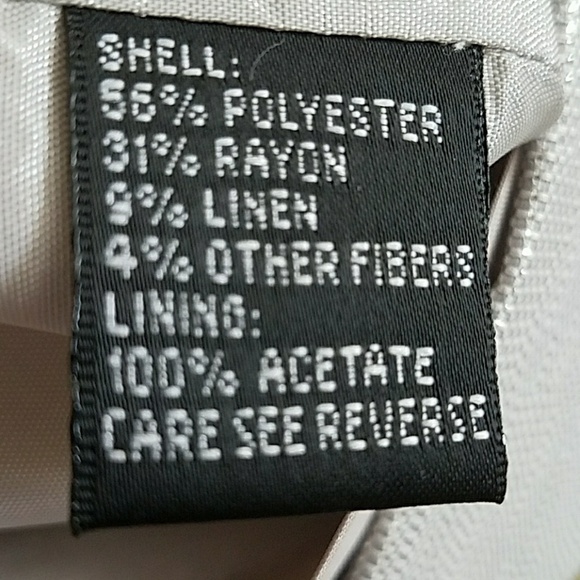 SHELL:
56% POLYESTER
31% RAYON
9% LINEN
4% OTHER FIBERS
LINING:
100% ACETATE
CARE SEE REVERSE